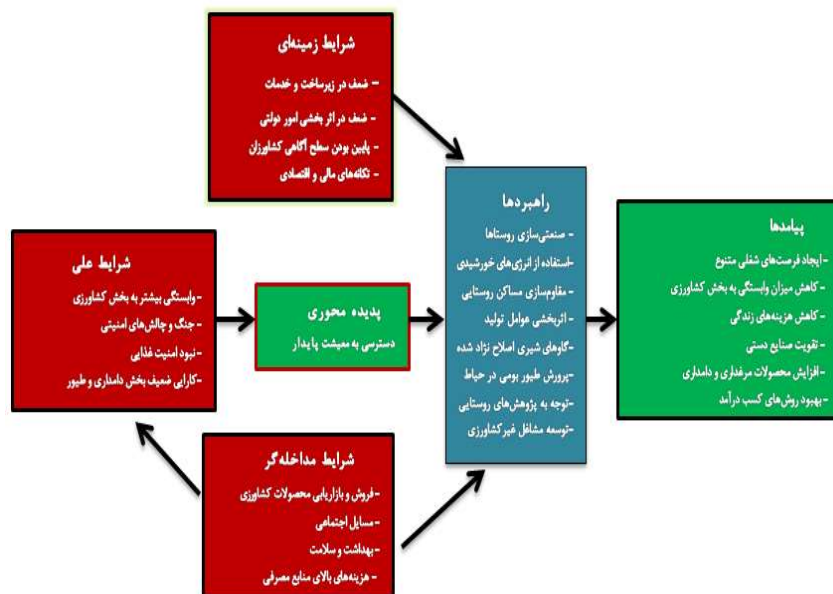 شرایط زمینه‌ای
- ضعف در زیرساخت و خدمات
- ضعف در اثر بخشی امور دولتی
- پایین بودن سطح آگاهی کشاورزان
- تکانه‌های مالی و اقتصادی
شرایط علی
-وابستگی بیشتر به بخش کشاورزی
-جنگ و چالش‌های امنیتی
-نبود امنیت غذایی
-کارایی ضعیف بخش دامداری و طیور
پدیده محوری
دسترسی به معیشت پایدار
شرایط مداخله‌گر
-فروش و بازاریابی محصولات کشاورزی
-مسایل اجتماعی
-بهداشت و سلامت
- هزینه‌های بالای منابع مصرفی
راهبردها
- صنعتی‌سازی روستاها
-استفاده از انرژی‌های خورشیدی
-مقاوم‌سازی مساکن روستایی
-اثربخشی عوامل تولید
-گاوهای شیری اصلاح نژاد شده
-پرورش طیور بومی در حیاط
-توجه به پژوهش‌های روستایی
-توسعه مشاغل غیرکشاورزی
پیامدها
-ایجاد فرصت‌های شغلی متنوع
-کاهش میزان وابستگی به بخش کشاورزی
-کاهش هزینه‌های زندگی
-تقویت صنایع دستی
-افزایش محصولات مرغداری و دامداری
-بهبود روش‌های کسب درآمد